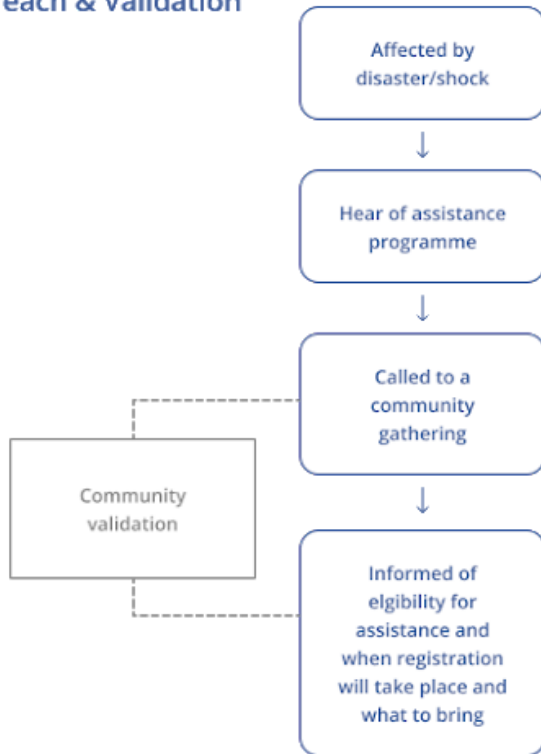 each & Validation
Affected by
disaster/shock
Hear of assistance
programme
Called to a
community
gathering
Community
validation
Informed of
elgibility for
assistance and
when registration
will take place and
what to bring